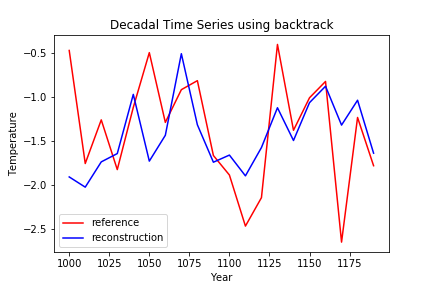 Decadal Time Series using backtrack
−0.5
−1.0
−1.5
−2.0
−2.5
Temperature
reference
reconstruction
1000 1025 1050 1075 1100 1125 1150 1175
Year